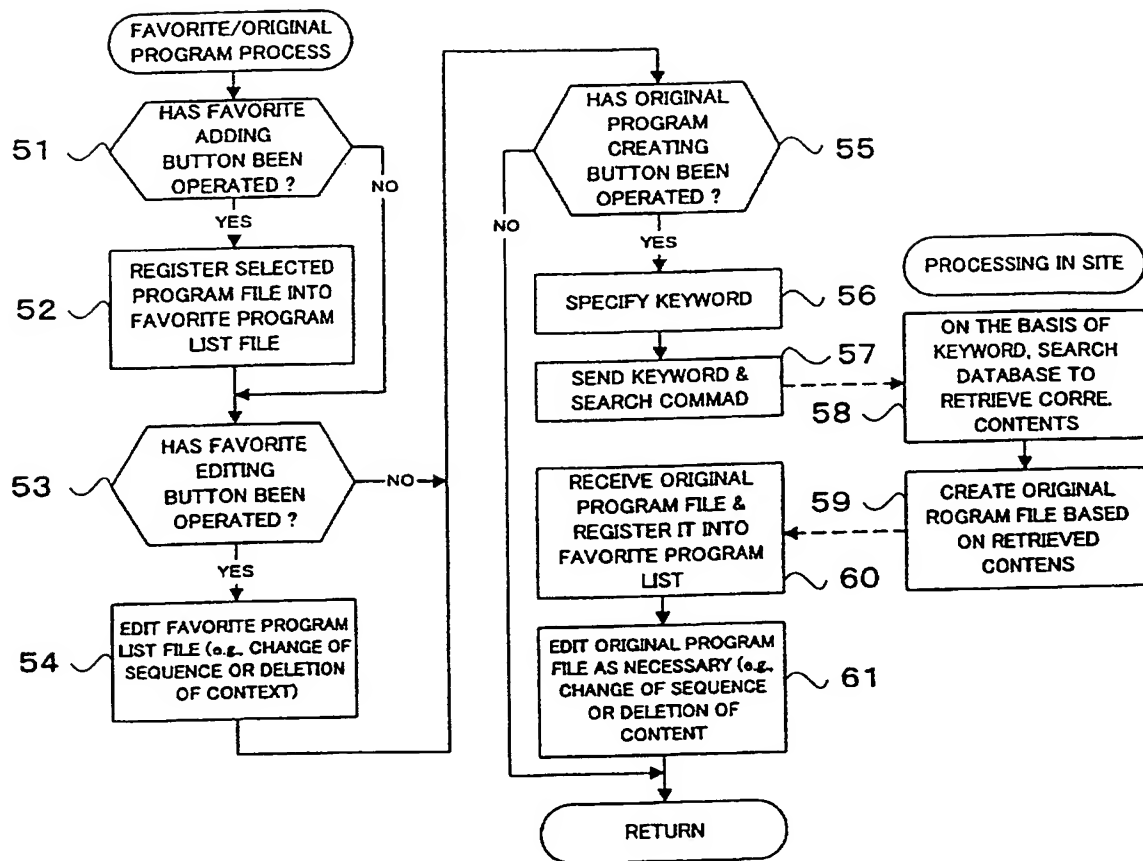 FAVORITE/ORIGINAL
PROGRAM PROCESS
51
HAS FAVORITE
ADDING
BUTTON BEEN
OPERATED ?
NO
YES
52
REGISTER SELECTED
PROGRAM FILE INTO
FAVORITE PROGRAM
LIST FILE
53
HAS FAVORITE
EDITING
BUTTON BEEN
OPERATED ?
NO
YES
54
EDIT FAVORITE PROGRAM
LIST FILE (e.g., CHANGE OF
SEQUENCE OR DELETION
OF CONTEXT)
HAS ORIGINAL
PROGRAM
CREATING
BUTTON BEEN
OPERATED ?
55
NO
YES
SPECIFY KEYWORD
56
57
SEND KEYWORD &
SEARCH COMMAD
PROCESSING IN SITE
ON THE BASIS OF
KEYWORD, SEARCH
DATABASE TO
RETRIEVE CORRE.
CONTENTS
58
59
CREATE ORIGINAL
ROGRAM FILE BASED
ON RETRIEVED
CONTENS
RECEIVE ORIGINAL
PROGRAM FILE &
REGISTER IT INTO
FAVORITE PROGRAM
LIST
60
EDIT ORIGINAL PROGRAM
FILE AS NECESSARY (e.g.,
CHANGE OF SEQUENCE
OR DELETION OF
CONTENT
61
RETURN